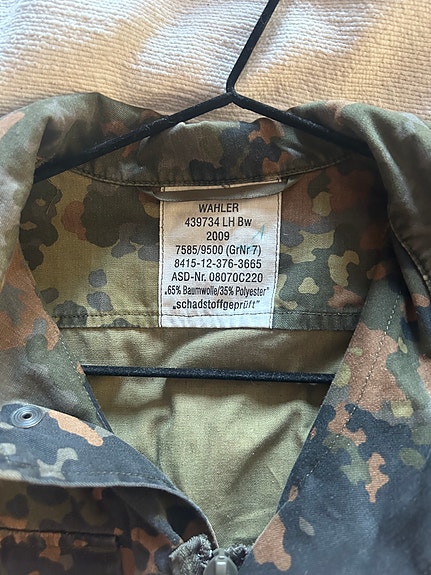 WAHLER
439734 LH Bw
2009
7585/9500 (GrNr 7)
8415-12-376-3665
ASD-Nr. 08070C220
„65% Baumwolle/35% Polyester"
„schadstoffgeprüft"